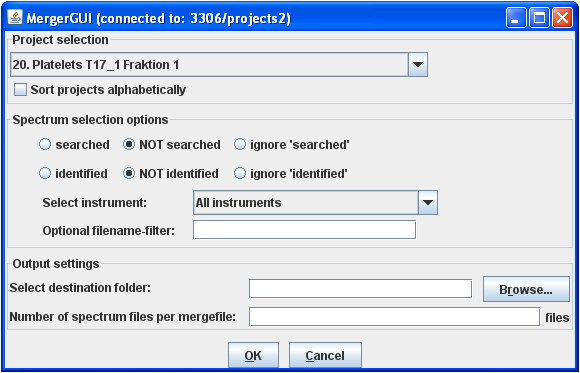 MergerGUI (connected to: 3306/projects2)
Project selection
20. Platelets T17_1 Fraktion 1
Sort projects alphabetically
Spectrum selection options
searched NOT searched ignore 'searched'
identified NOT identified ignore 'identified'
Select instrument: All instruments
Optional filename-filter:
Output settings
Select destination folder: Browse...
Number of spectrum files per mergefile: files
OK Cancel